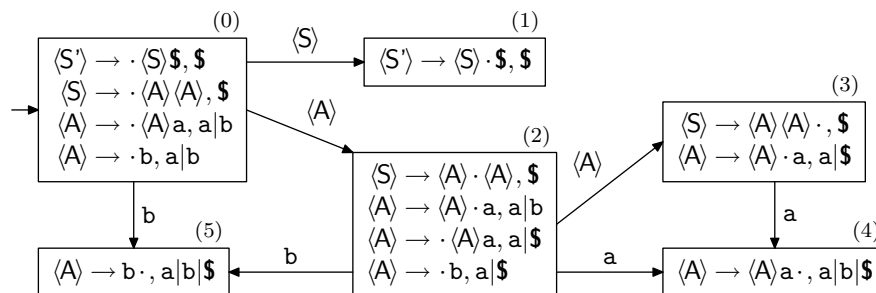 (0)
⟨S'⟩ → · ⟨S⟩$, $
⟨S⟩ → · ⟨A⟩⟨A⟩, $
⟨A⟩ → · ⟨A⟩a, a|b
⟨A⟩ → · b, a|b
⟨S⟩
(1)
⟨S'⟩ → ⟨S⟩ · $, $
⟨A⟩
(2)
⟨S⟩ → ⟨A⟩ · ⟨A⟩, $
⟨A⟩ → ⟨A⟩ · a, a|b
⟨A⟩ → · ⟨A⟩a, a|$
⟨A⟩ → · b, a|$
⟨A⟩
(3)
⟨S⟩ → ⟨A⟩⟨A⟩ ·, $
⟨A⟩ → ⟨A⟩ · a, a|$
b
(5)
⟨A⟩ → b ·, a|b|$
b
a
a
(4)
⟨A⟩ → ⟨A⟩a ·, a|b|$